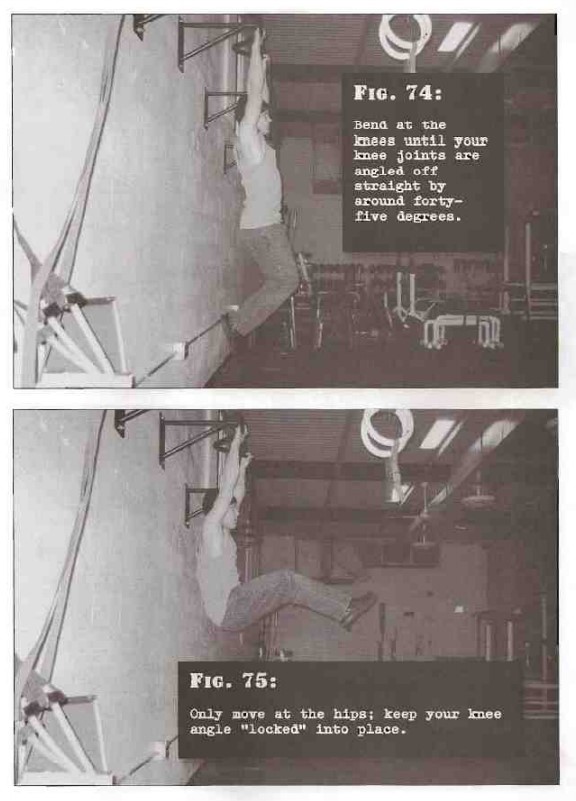 FIG. 74:
Bend at the
knees until your
knee joints are
angled off
straight by
around forty-
five degrees.
FIG. 75:
Only move at the hips; keep your knee
angle "locked" into place.